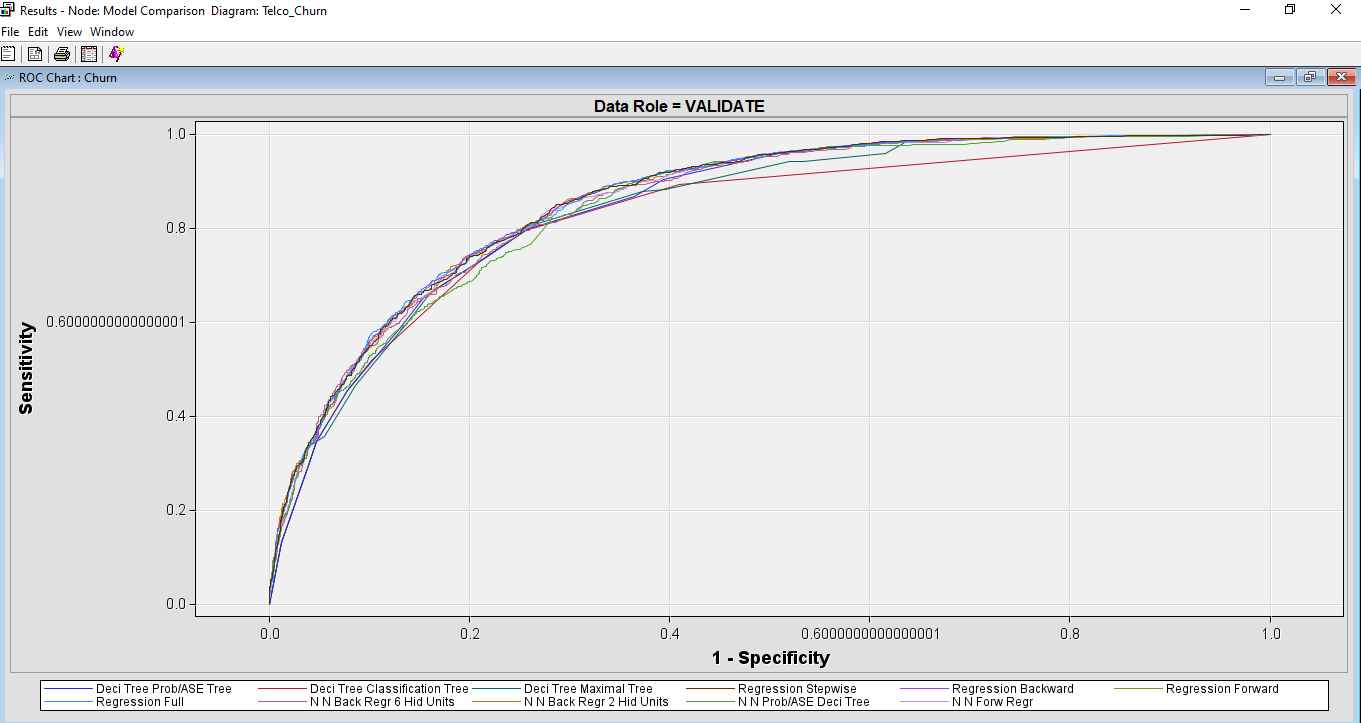 Results - Node: Model Comparison Diagram: Telco_Churn
File Edit View Window
ROC Chart : Churn
Data Role = VALIDATE
1.0
0.8
0.6000000000000001
0.4
0.2
0.0
Sensitivity
0.0 0.2 0.4 0.6000000000000001 0.8 1.0
1 - Specificity
Deci Tree Prob/ASE Tree Deci Tree Classification Tree Deci Tree Maximal Tree Regression Stepwise Regression Backward Regression Forward
Regression Full N N Back Regr 6 Hid Units N N Back Regr 2 Hid Units N N Prob/ASE Deci Tree N N Forw Regr